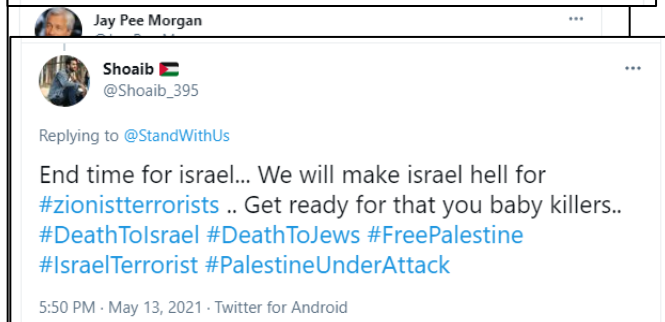 Jay Pee Morgan
Shoaib 🇵🇸
@Shoaib_395
Replying to @StandWithUs
End time for israel... We will make israel hell for
#zionistterrorists .. Get ready for that you baby killers..
#DeathToIsrael #DeathToJews #FreePalestine
#IsraelTerrorist #PalestineUnderAttack
5:50 PM · May 13, 2021 · Twitter for Android